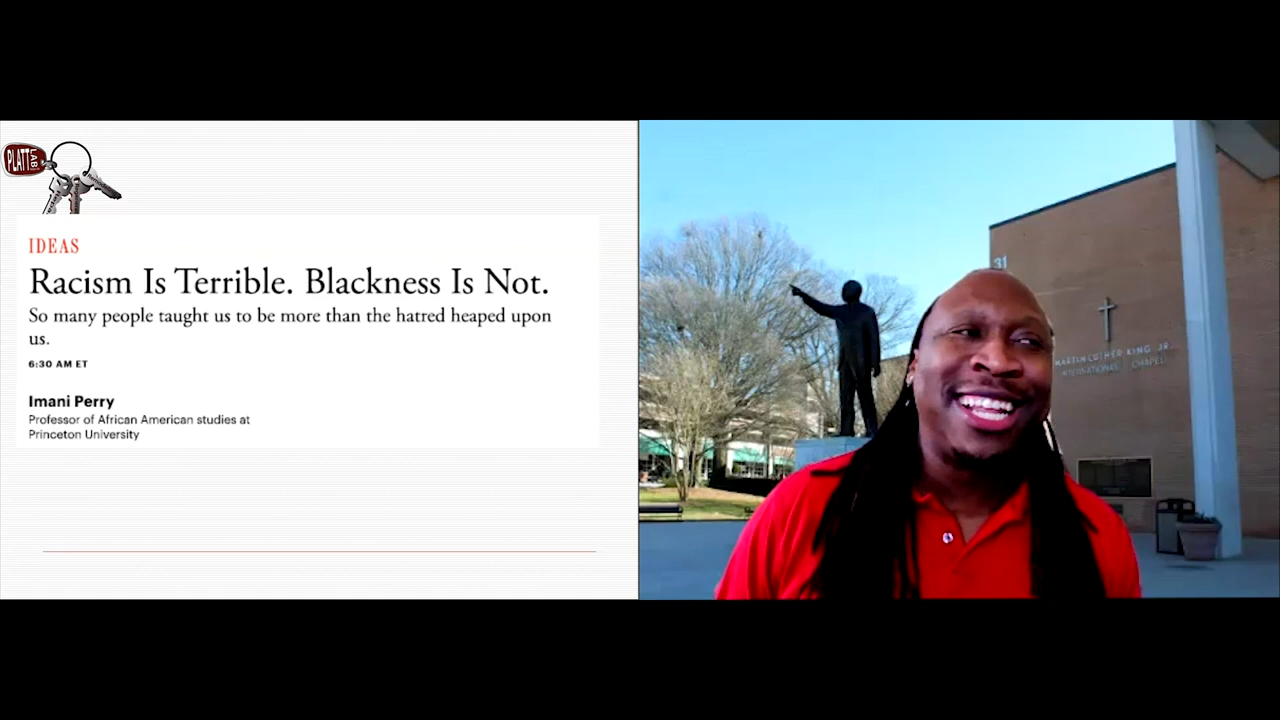 PLATT
LAB
IDEAS
Racism Is Terrible. Blackness Is Not.
So many people taught us to be more than the hatred heaped upon
us.
6:30 AM ET
Imani Perry
Professor of African American studies at
Princeton University
31
MARTIN LUTHER KING JR.
INTERNATIONAL CHAPEL